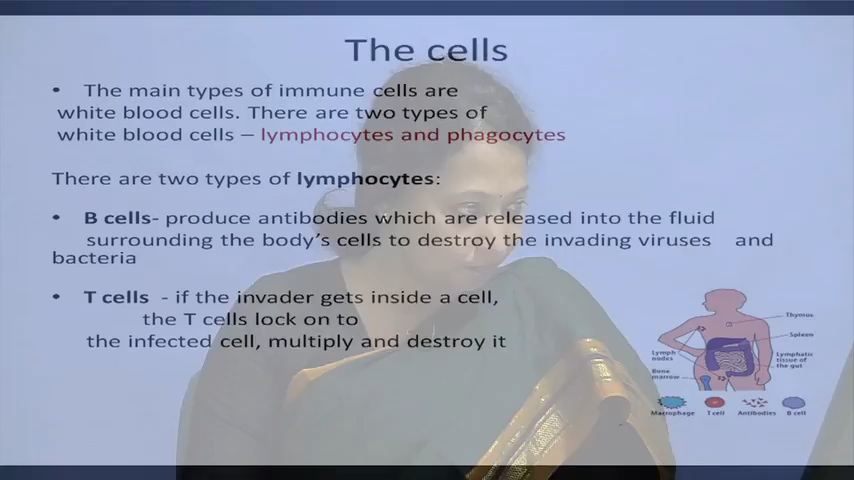 The cells
• The main types of immune cells are
white blood cells. There are two types of
white blood cells – lymphocytes and phagocytes
There are two types of lymphocytes:
• B cells- produce antibodies which are released into the fluid
surrounding the body's cells to destroy the invading viruses and
bacteria
• T cells - if the invader gets inside a cell,
the T cells lock on to
the infected cell, multiply and destroy it
Thymus
Spleen
Lymph
nodes
Lymphatic
tissue of
the gut
Bone
marrow
Macrophage T cell Antibodies B cell